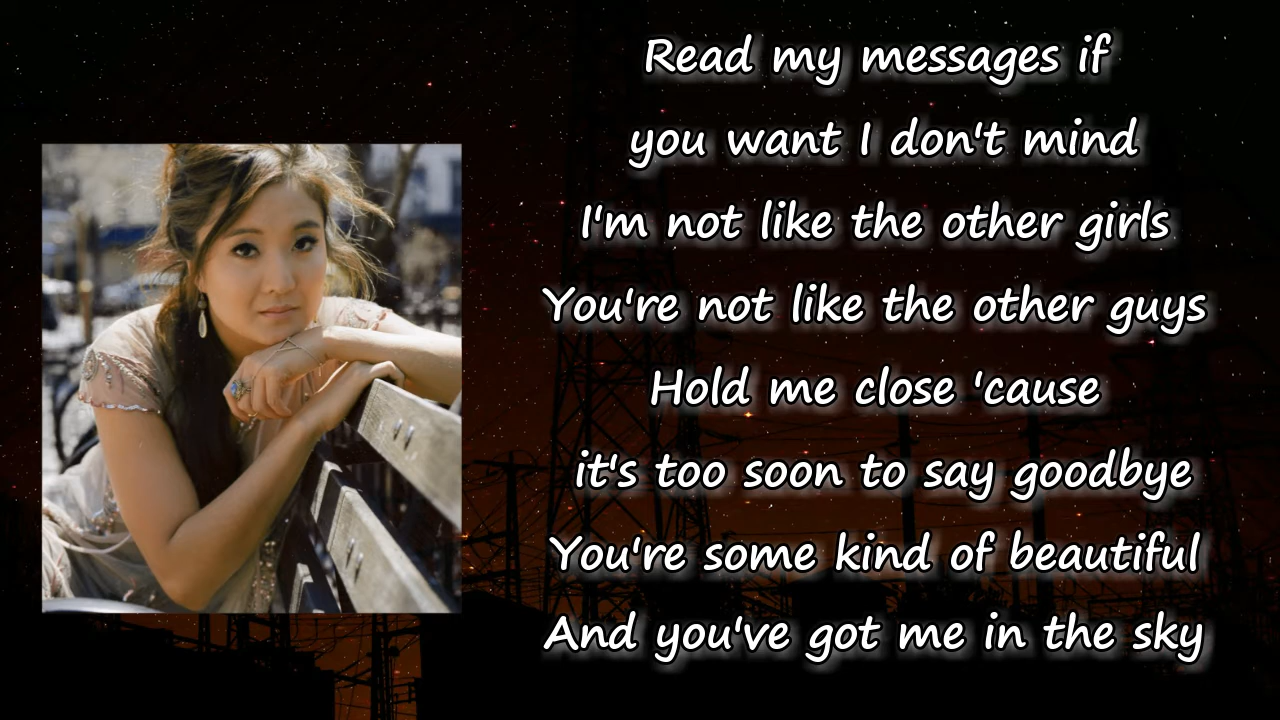 Read my messages if
you want I don't mind
I'm not like the other girls
You're not like the other guys
Hold me close 'cause
it's too soon to say goodbye
You're some kind of beautiful
And you've got me in the sky